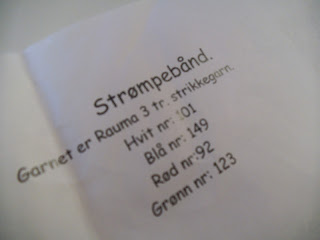 Strømpebånd.
Garnet er Rauma 3 tr. strikkegarn.
Hvit nr: 101
Blå nr: 149
Rød nr:92
Grønn nr: 123